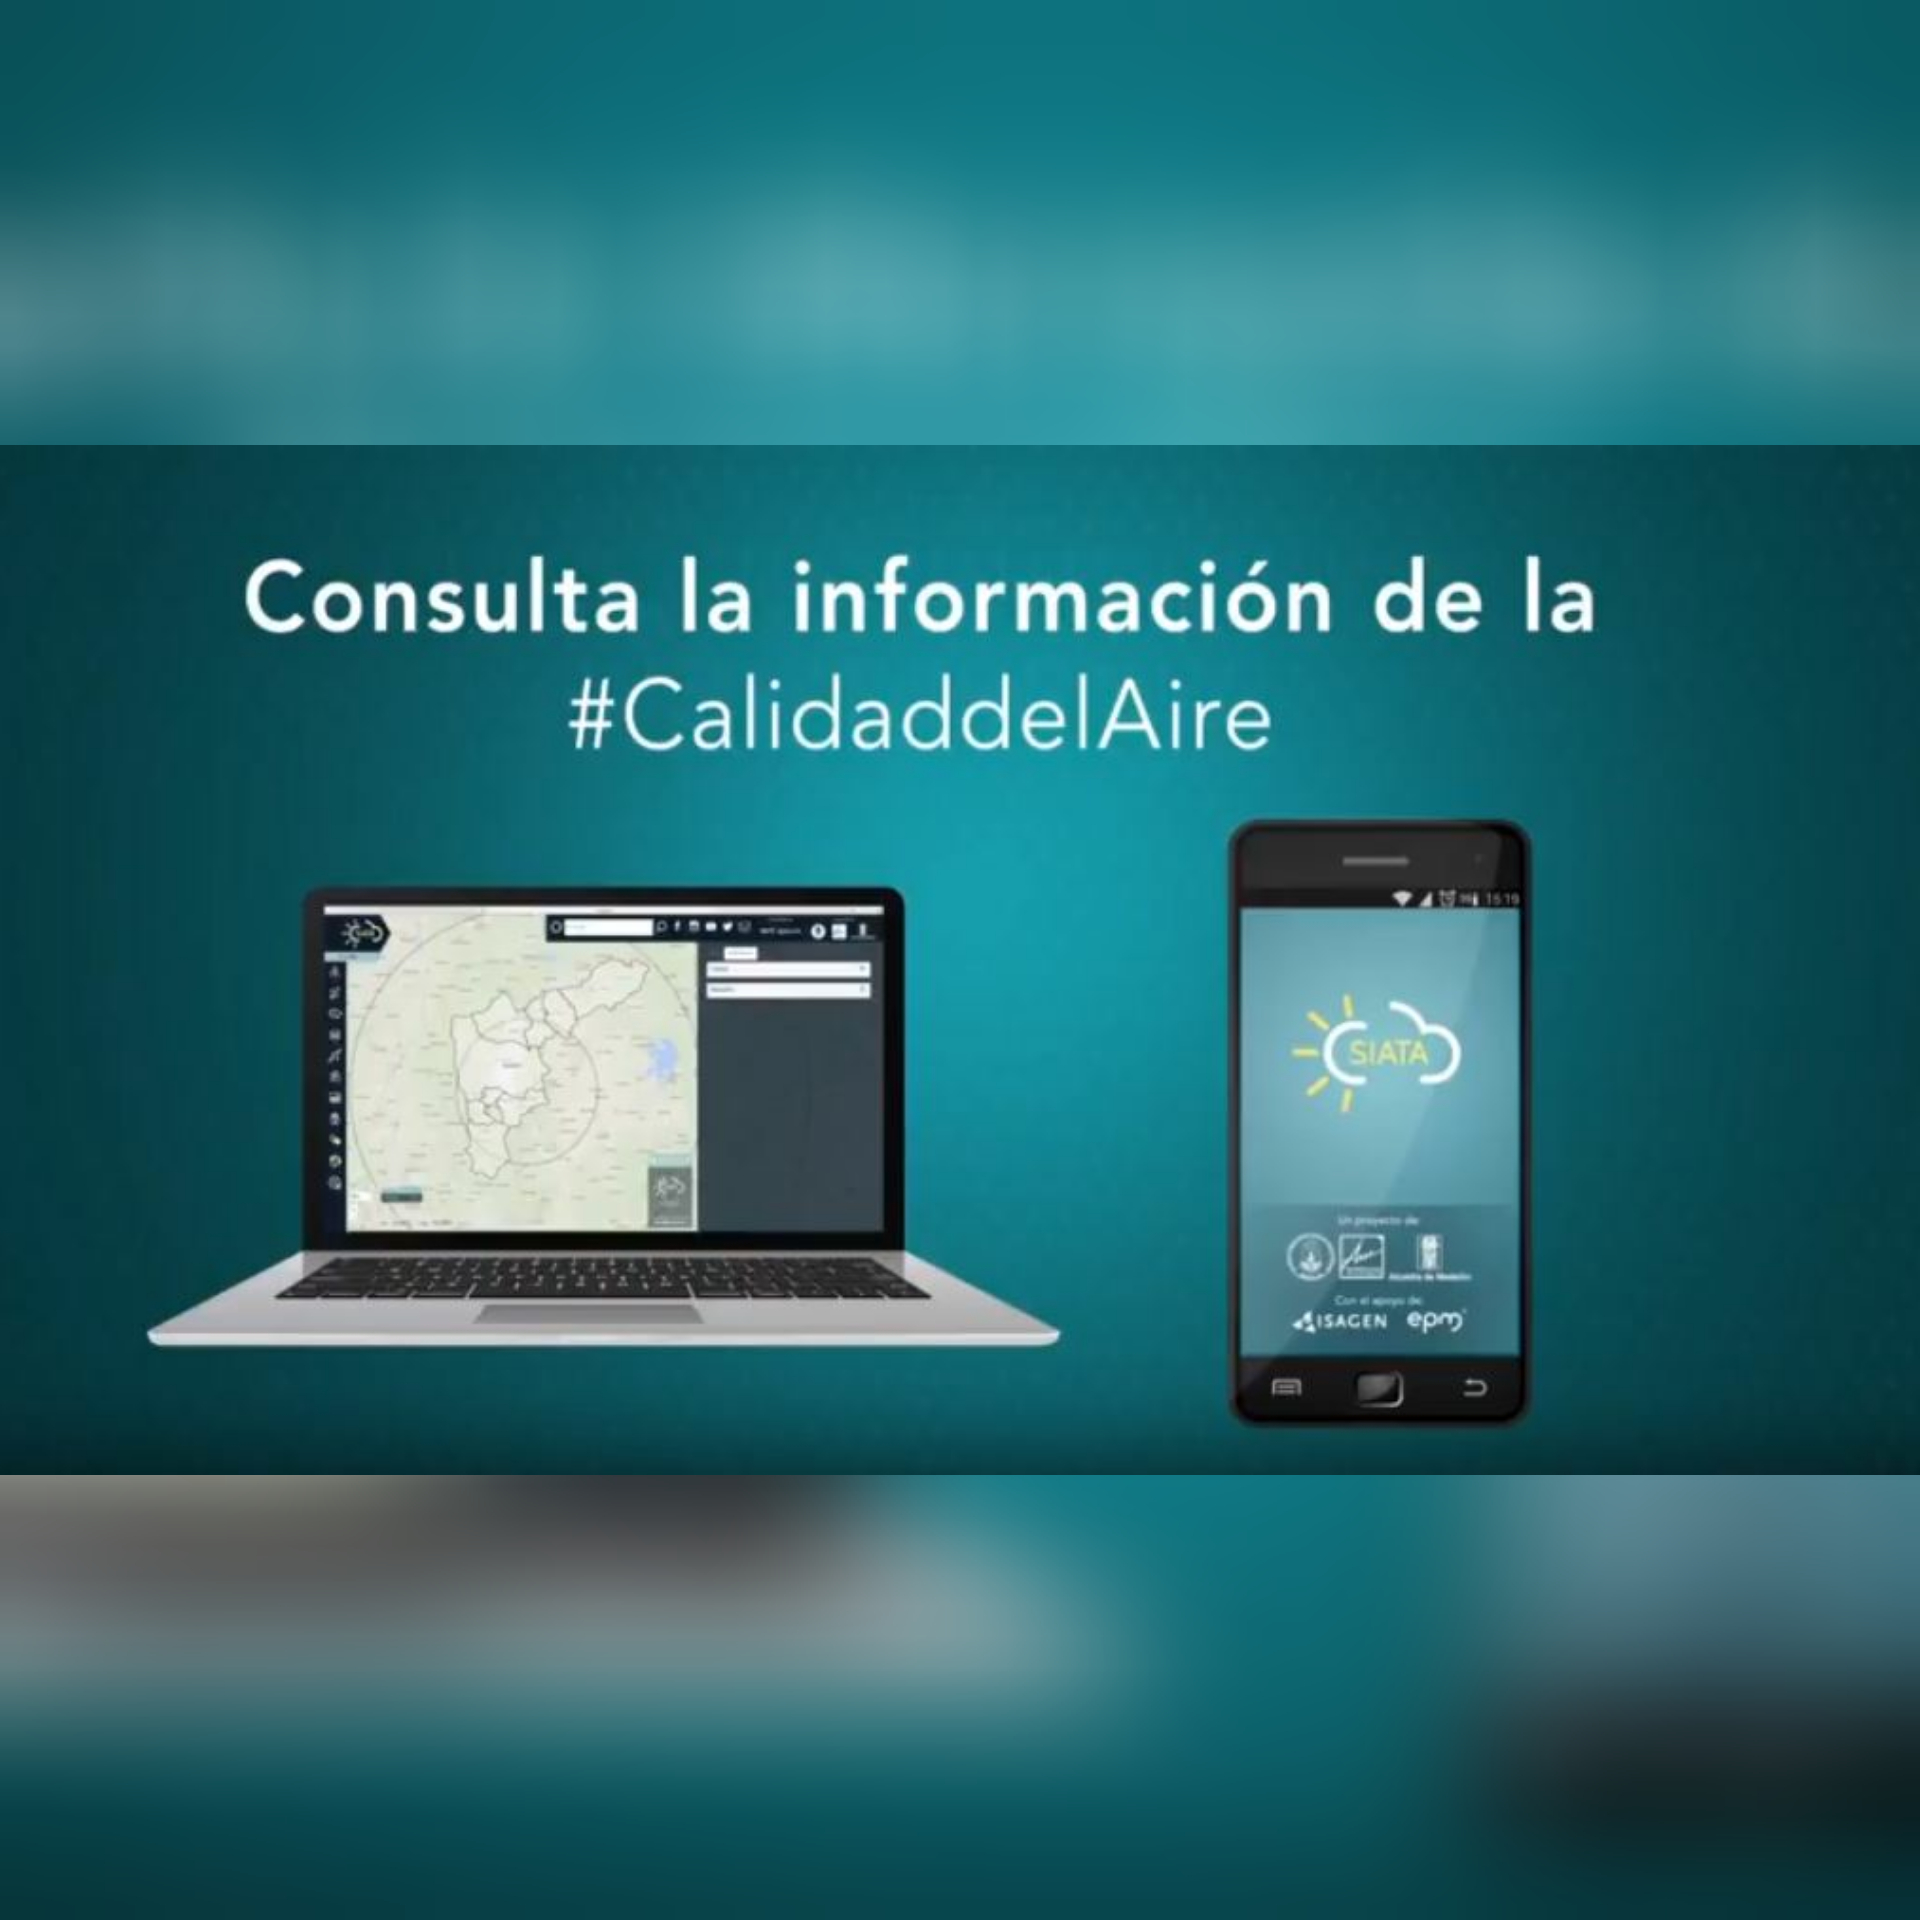 Consulta la información de la
#CalidaddelAire
15:19
SIATA
Un proyecto de:
Alcaldía de Medellín
Con el apoyo de:
ISAGEN epm